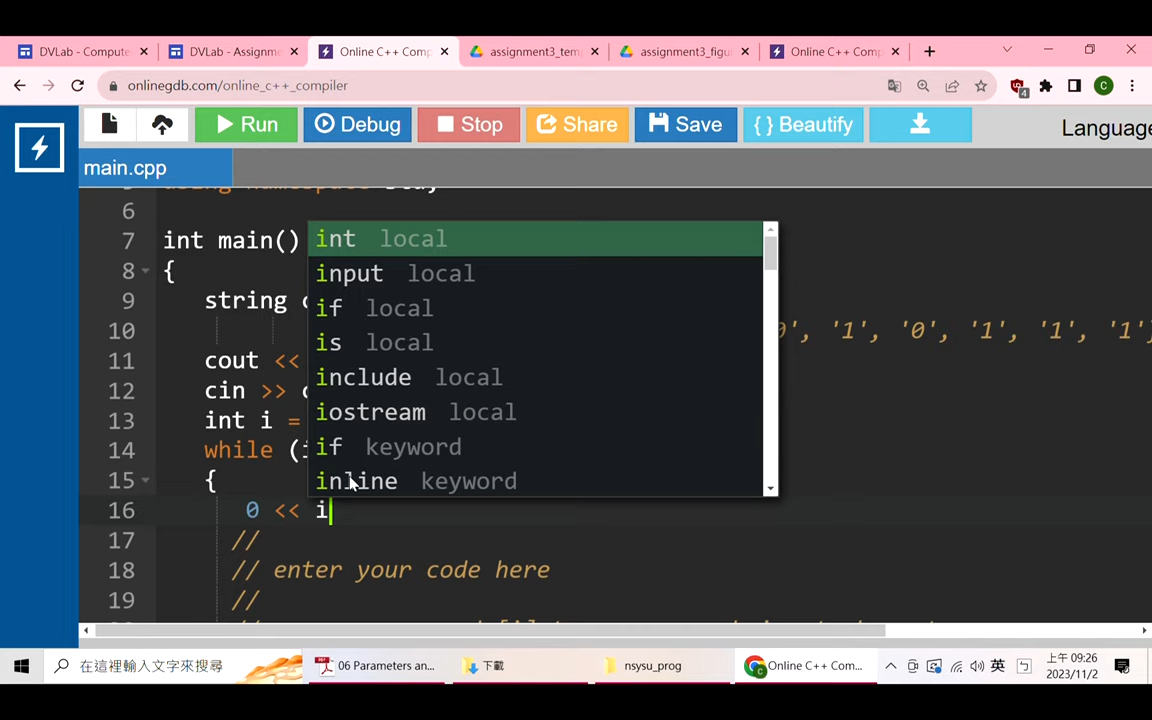 DVLab - Compute
DVLab - Assignm
Online C++ Comp
assignment3_tem
assignment3_figu
Online C++ Comp
onlinegdb.com/online_c++_compiler
4
C
Run
Debug
Stop
Share
Save
{ } Beautify
Language
main.cpp
6
7 int main()
8 {
9 string
10 '1', '0', '1', '1', '1'
11 cout <<
12 cin >>
13 int i =
14 while (i
15 {
16 0 << i
17 //
18 // enter your code here
19 //
int local
input local
if local
is local
include local
iostream local
if keyword
inline keyword
在這裡輸入文字來搜尋
06 Parameters an...
下載
nsysu_prog
Online C++ Com...
英
上午 09:26
2023/11/2